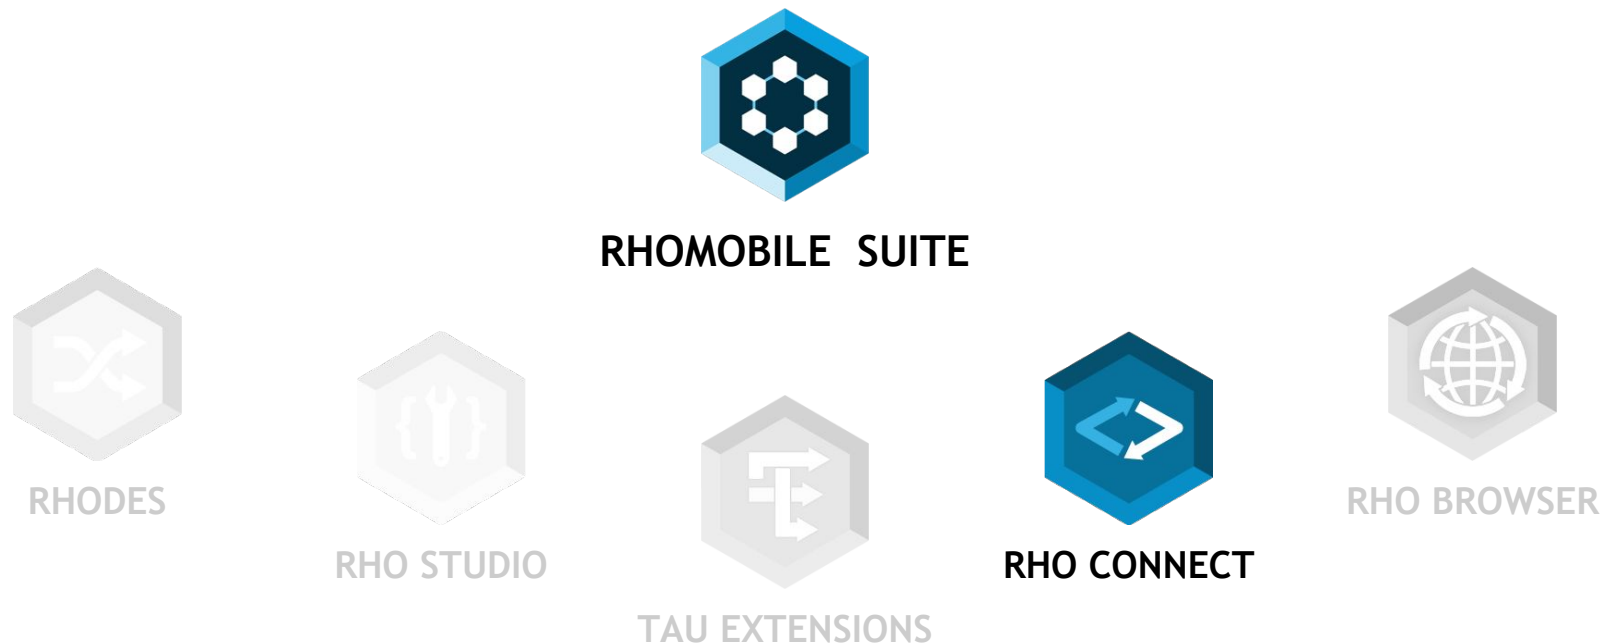 RHOMOBILE SUITE
RHODES
RHO STUDIO
TAU EXTENSIONS
RHO CONNECT
RHO BROWSER